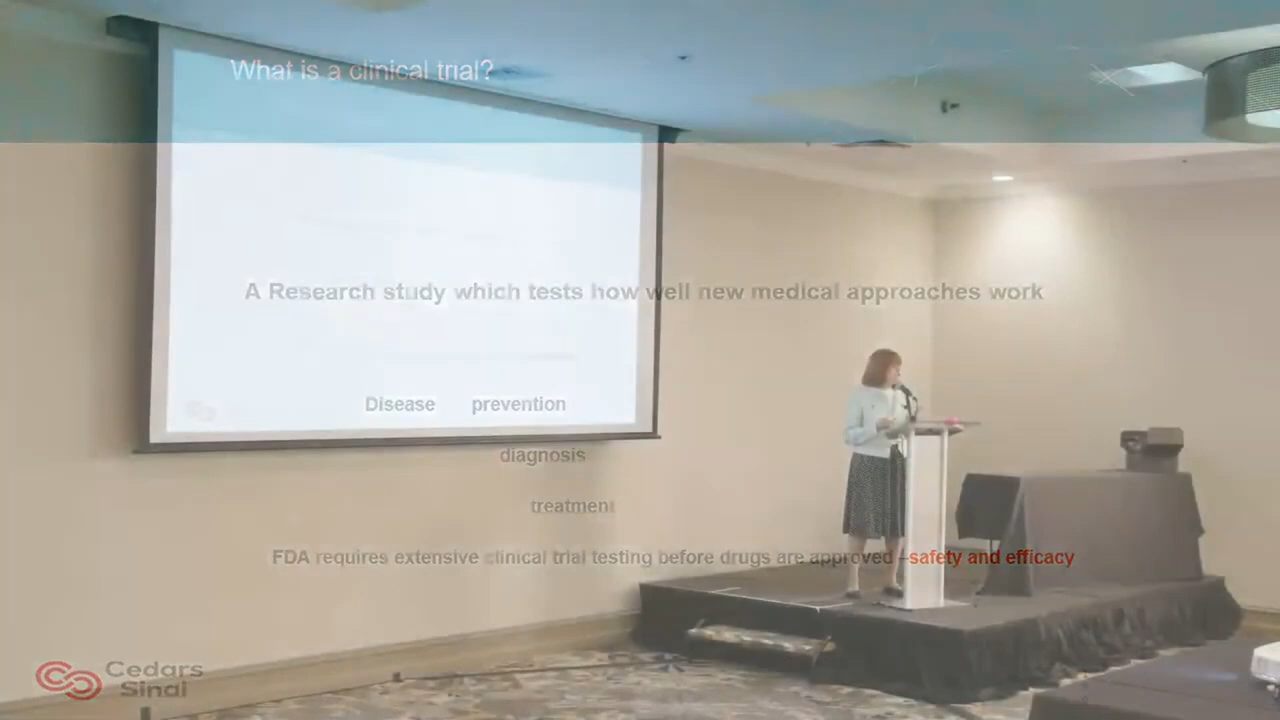 What is a clinical trial?
A Research study which tests how well new medical approaches work
Disease prevention
diagnosis
treatment
FDA requires extensive clinical trial testing before drugs are approved -safety and efficacy
Cedars
Sinai